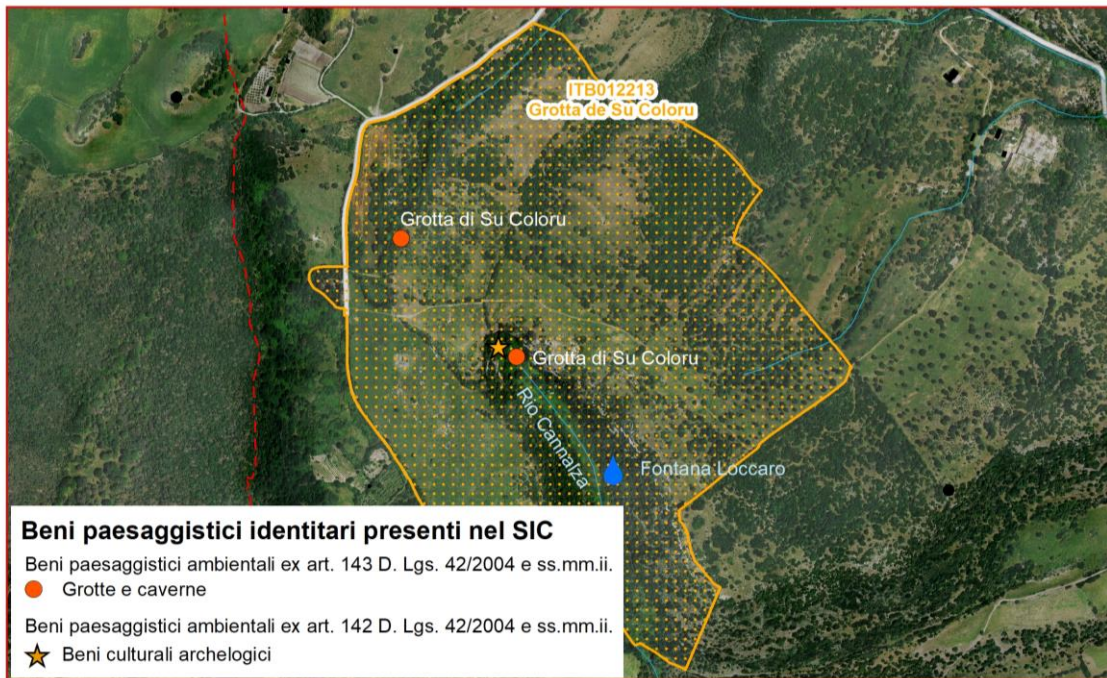 ITB012213
Grotta de Su Coloru
Grotta di Su Coloru
Grotta di Su Coloru
Rio Cannalza
Fontana Loccaro
Beni paesaggistici identitari presenti nel SIC
Beni paesaggistici ambientali ex art. 143 D. Lgs. 42/2004 e ss.mm.ii.
Grotte e caverne
Beni paesaggistici ambientali ex art. 142 D. Lgs. 42/2004 e ss.mm.ii.
Beni culturali archelogici